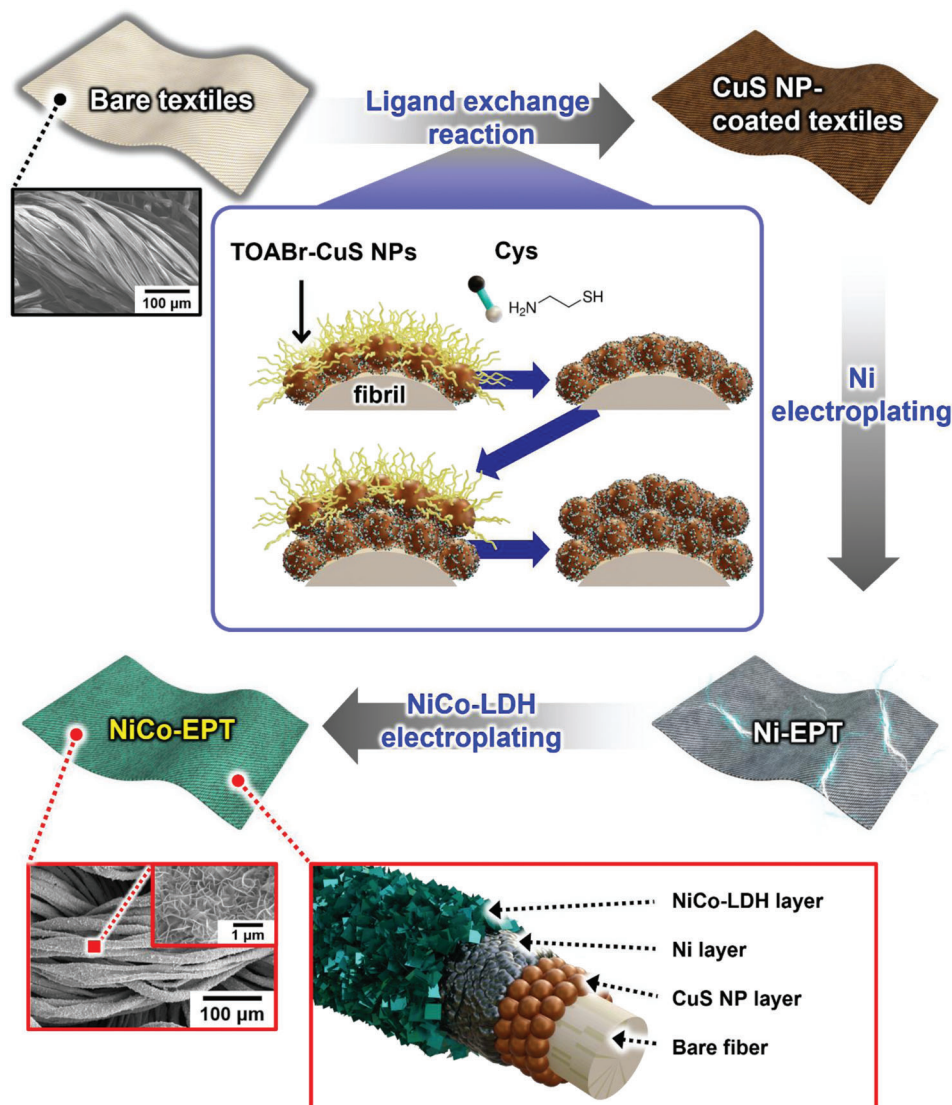 Bare textiles
Ligand exchange
reaction
CuS NP-
coated textiles
100 µm
TOABr-CuS NPs
Cys
H₂N
SH
fibril
Ni
electroplating
NiCo-EPT
NiCo-LDH
electroplating
Ni-EPT
1 µm
100 µm
NiCo-LDH layer
Ni layer
CuS NP layer
Bare fiber